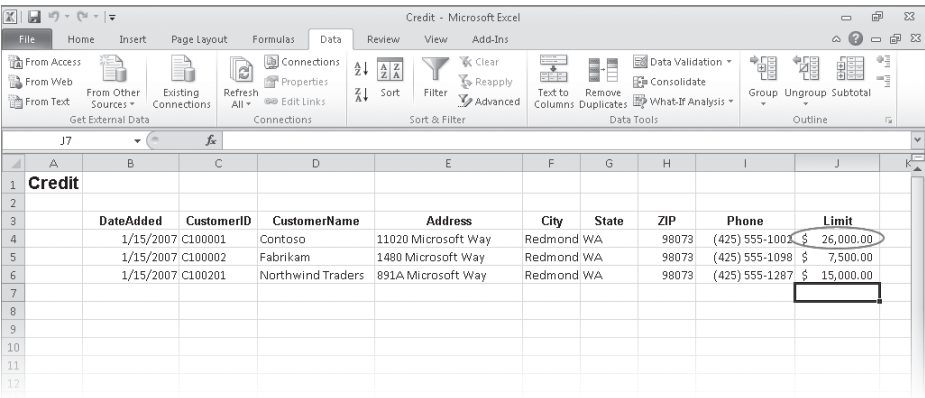 Credit - Microsoft Excel
File Home Insert Page Layout Formulas Data Review View Add-Ins
From Access
From Web
From Text
From Other Sources
Existing Connections
Get External Data
Refresh All
Connections
Properties
Edit Links
Connections
Sort
Filter
Clear
Reapply
Advanced
Sort & Filter
Text to Columns
Remove Duplicates
Data Validation
Consolidate
What-If Analysis
Data Tools
Group
Ungroup
Subtotal
Outline
J7 fx
A B C D E F G H I J K
1 Credit
2
3 DateAdded CustomerID CustomerName Address City State ZIP Phone Limit
4 1/15/2007 C100001 Contoso 11020 Microsoft Way Redmond WA 98073 (425) 555-1002 $ 26,000.00
5 1/15/2007 C100002 Fabrikam 1480 Microsoft Way Redmond WA 98073 (425) 555-1098 $ 7,500.00
6 1/15/2007 C100201 Northwind Traders 891A Microsoft Way Redmond WA 98073 (425) 555-1287 $ 15,000.00
7
8
9
10
11
12